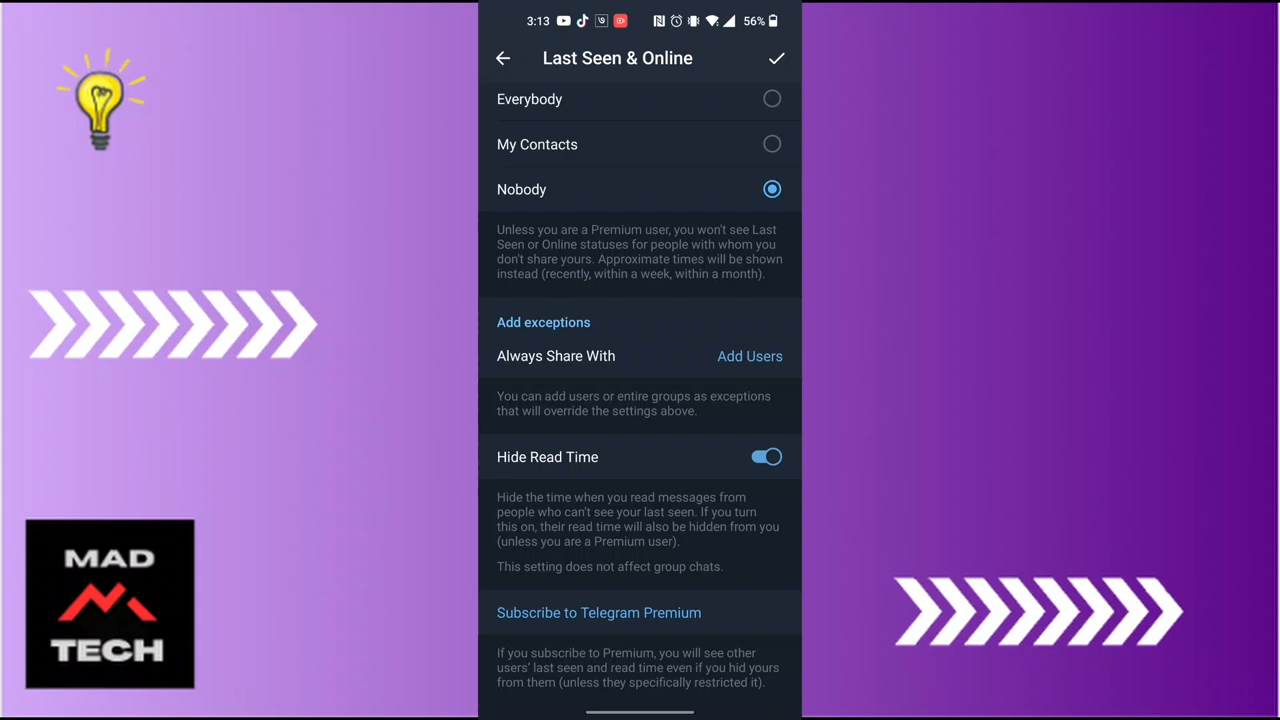 3:13
56%
Last Seen & Online
Everybody
My Contacts
Nobody
Unless you are a Premium user, you won't see Last
Seen or Online statuses for people with whom you
don't share yours. Approximate times will be shown
instead (recently, within a week, within a month).
Add exceptions
Always Share With Add Users
You can add users or entire groups as exceptions
that will override the settings above.
Hide Read Time
Hide the time when you read messages from
people who can't see your last seen. If you turn
this on, their read time will also be hidden from you
(unless you are a Premium user).
This setting does not affect group chats.
Subscribe to Telegram Premium
If you subscribe to Premium, you will see other
users' last seen and read time even if you hid yours
from them (unless they specifically restricted it).
MAD
TECH